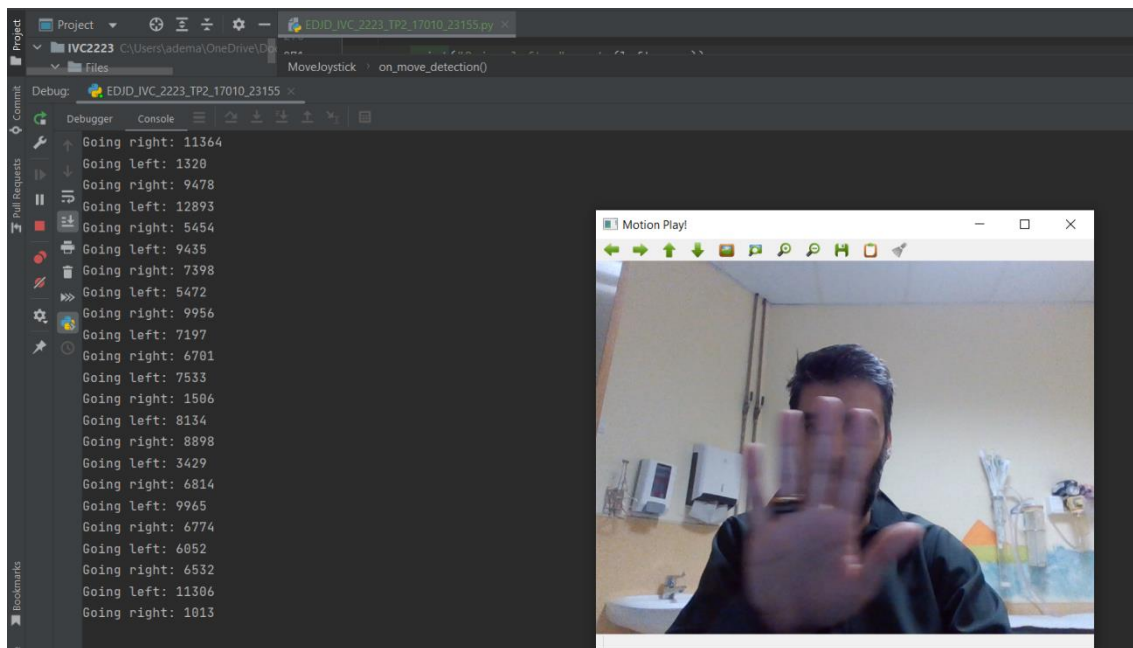 Project
EDJD_IVC_2223_TP2_17010_23155.py
IVC2223 C:\Users\adema\OneDrive\Do
Files
MoveJoystick > on_move_detection()
Debug:
EDJD_IVC_2223_TP2_17010_23155
Debugger
Console
Project
Commit
Pull Requests
Bookmarks
Going right: 11364
Going left: 1320
Going right: 9478
Going left: 12893
Going right: 5454
Going left: 9435
Going right: 7398
Going left: 5472
Going right: 9956
Going left: 7197
Going right: 6701
Going left: 7533
Going right: 1506
Going left: 8134
Going right: 8898
Going left: 3429
Going right: 6814
Going left: 9965
Going right: 6774
Going left: 6052
Going right: 6532
Going left: 11306
Going right: 1013
Motion Play!